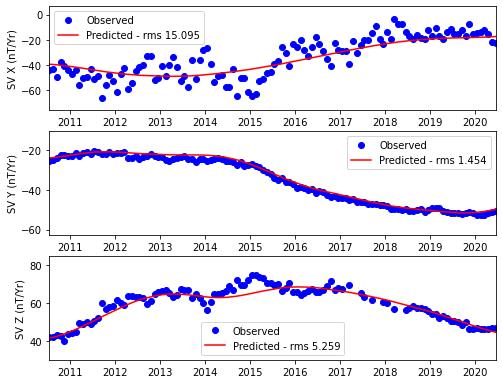 Observed
Predicted - rms 15.095
SV X (nT/Yr)
0
−20
−40
−60
2011 2012 2013 2014 2015 2016 2017 2018 2019 2020
Observed
Predicted - rms 1.454
SV Y (nT/Yr)
−20
−40
−60
2011 2012 2013 2014 2015 2016 2017 2018 2019 2020
SV Z (nT/Yr)
80
60
40
Observed
Predicted - rms 5.259
2011 2012 2013 2014 2015 2016 2017 2018 2019 2020